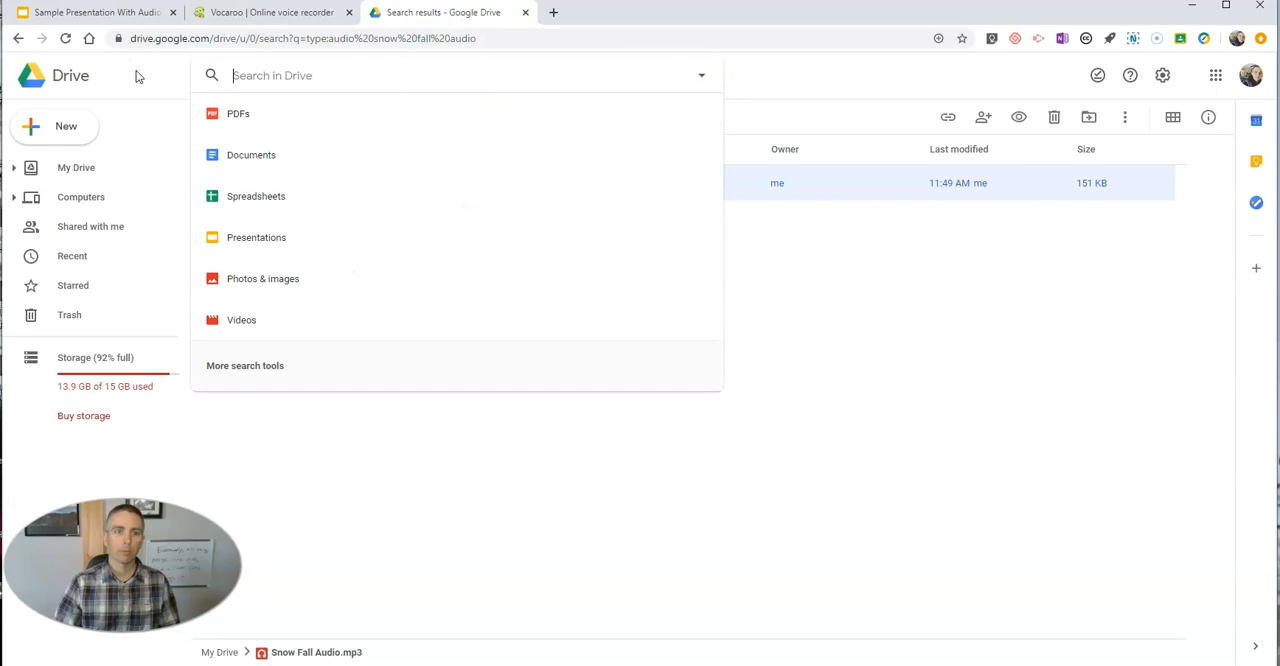 Sample Presentation With Audio
Vocaroo | Online voice recorder
Search results - Google Drive
drive.google.com/drive/u/0/search?q=type:audio%20snow%20fall%20audio
Drive
Search in Drive
New
PDFs
Documents
Spreadsheets
Presentations
Photos & images
Videos
More search tools
My Drive
Computers
Shared with me
Recent
Starred
Trash
Storage (92% full)
13.9 GB of 15 GB used
Buy storage
Owner
Last modified
Size
me
11:49 AM me
151 KB
My Drive
Snow Fall Audio.mp3